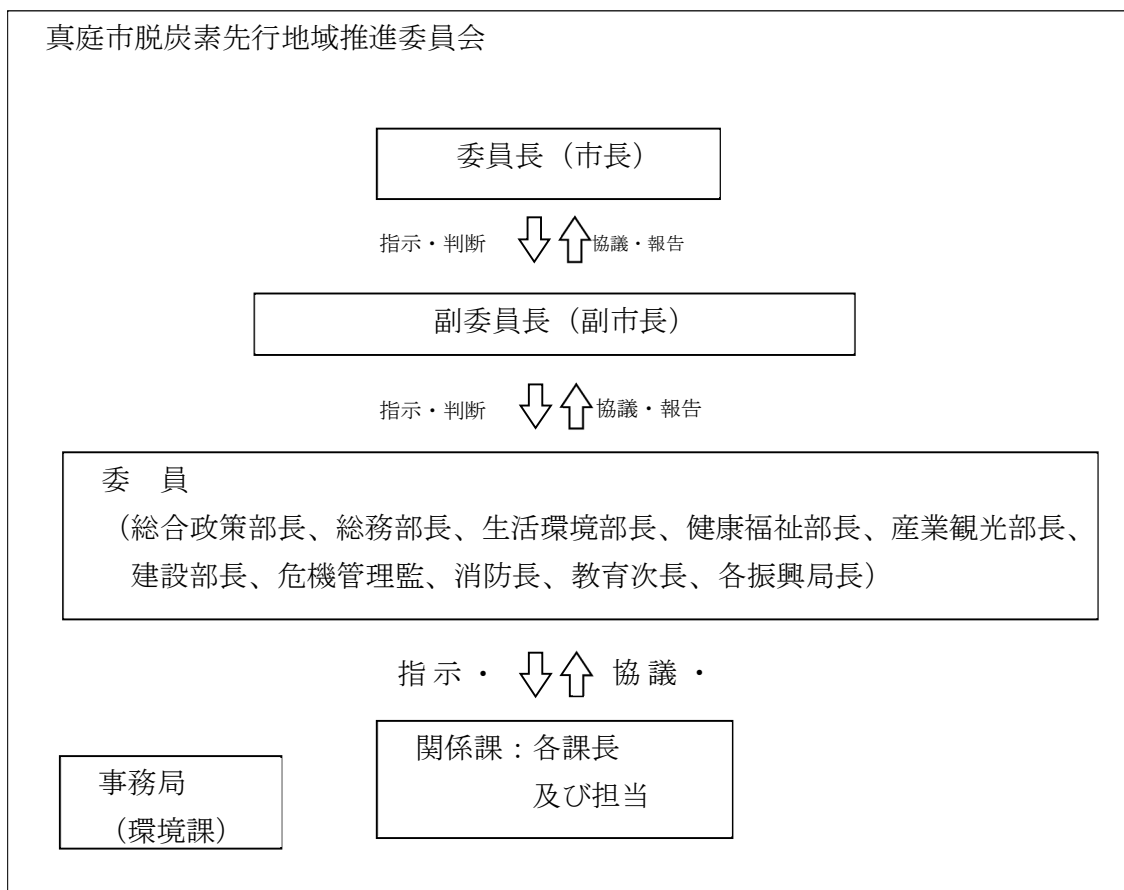 真庭市脱炭素先行地域推進委員会
委員長（市長）
指示・判断 協議・報告
副委員長（副市長）
指示・判断 協議・報告
委　員
（総合政策部長、総務部長、生活環境部長、健康福祉部長、産業観光部長、
建設部長、危機管理監、消防長、教育次長、各振興局長）
指示・ 協議・
関係課：各課長
及び担当
事務局
（環境課）